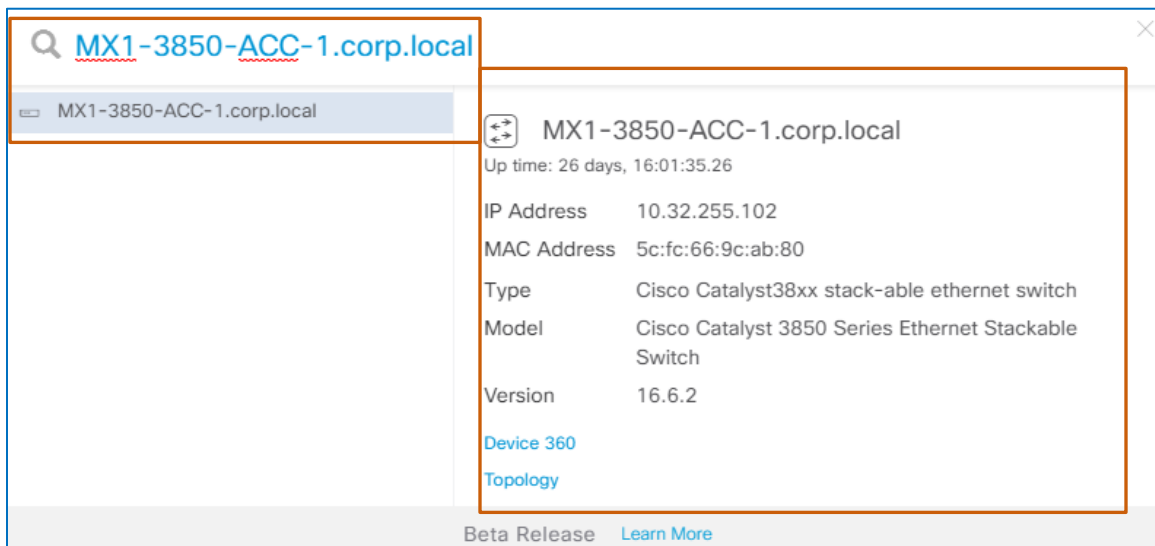 MX1-3850-ACC-1.corp.local
MX1-3850-ACC-1.corp.local
MX1-3850-ACC-1.corp.local
Up time: 26 days, 16:01:35.26
IP Address 10.32.255.102
MAC Address 5c:fc:66:9c:ab:80
Type Cisco Catalyst38xx stack-able ethernet switch
Model Cisco Catalyst 3850 Series Ethernet Stackable
Switch
Version 16.6.2
Device 360
Topology
Beta Release Learn More